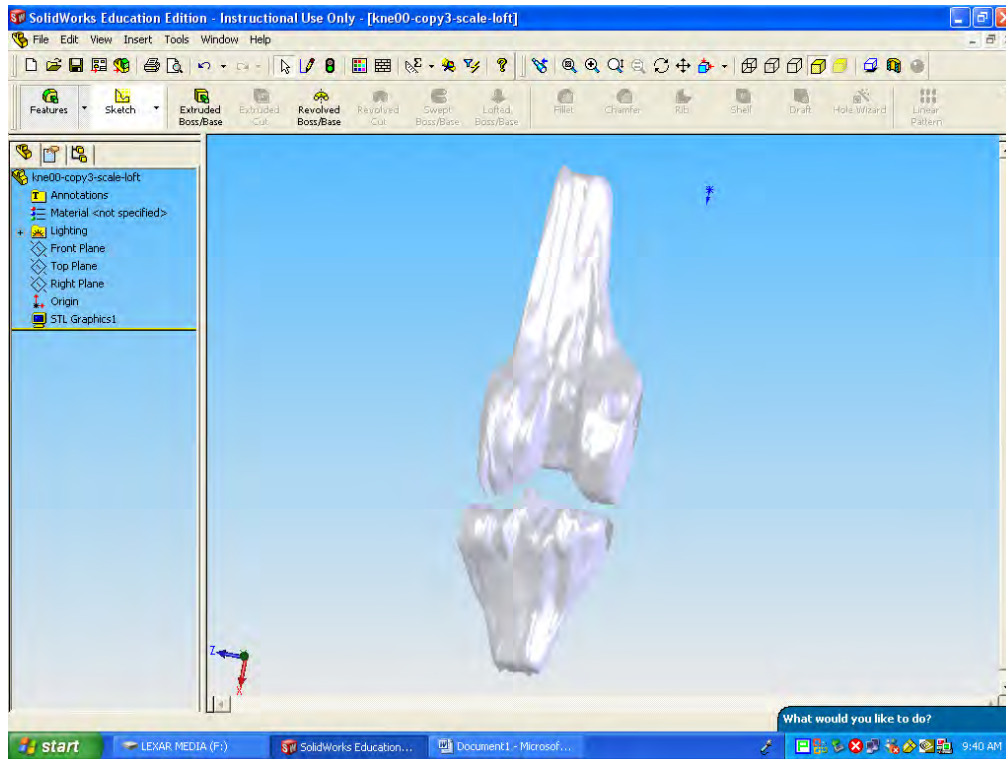 SolidWorks Education Edition - Instructional Use Only - [kne00-copy3-scale-loft]
File Edit View Insert Tools Window Help
Features Sketch Extruded Boss/Base Extruded Cut Revolved Boss/Base Revolved Cut Swept Boss/Base Lofted Boss/Base Fillet Chamfer Rib Shell Draft Hole Wizard Linear Pattern
kne00-copy3-scale-loft
Annotations
Material <not specified>
Lighting
Front Plane
Top Plane
Right Plane
Origin
STL Graphics1
Z
X
What would you like to do?
start LEXAR MEDIA (F:) SolidWorks Education... Document1 - Microsof... 9:40 AM